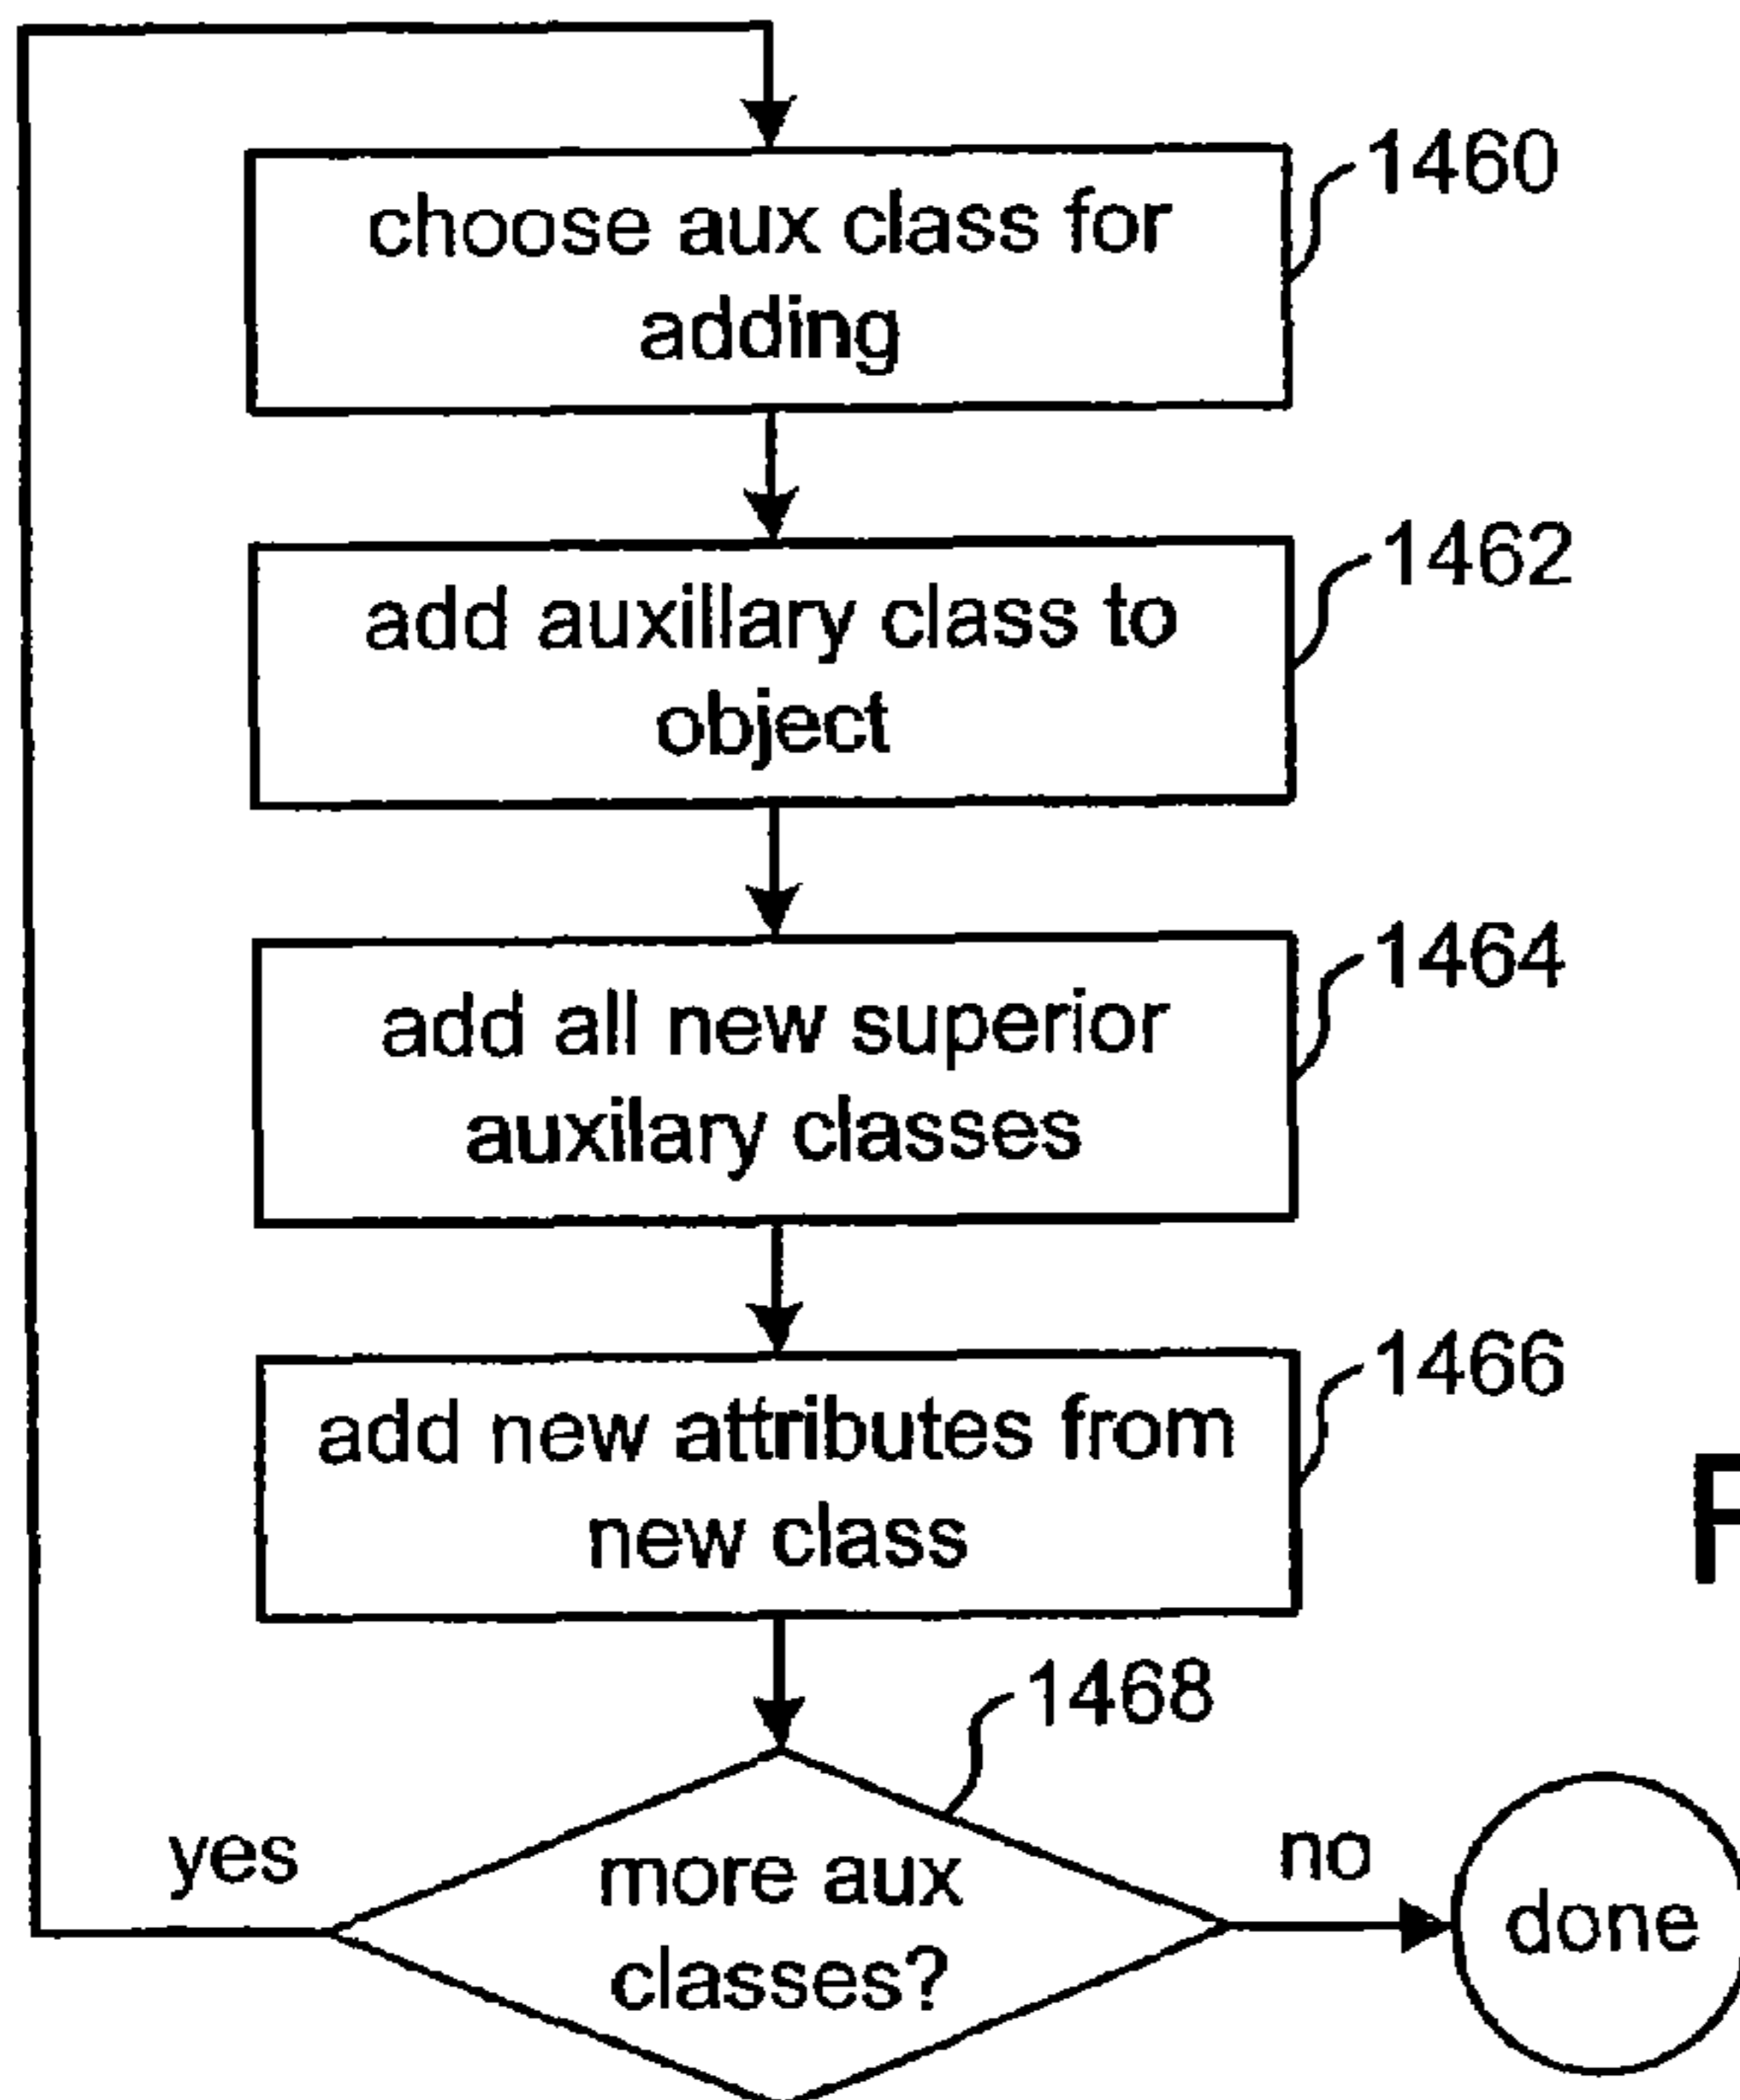 1460
choose aux class for
adding
1462
add auxillary class to
object
1464
add all new superior
auxilary classes
1466
add new attributes from
new class
F
1468
yes
more aux
classes?
no
done